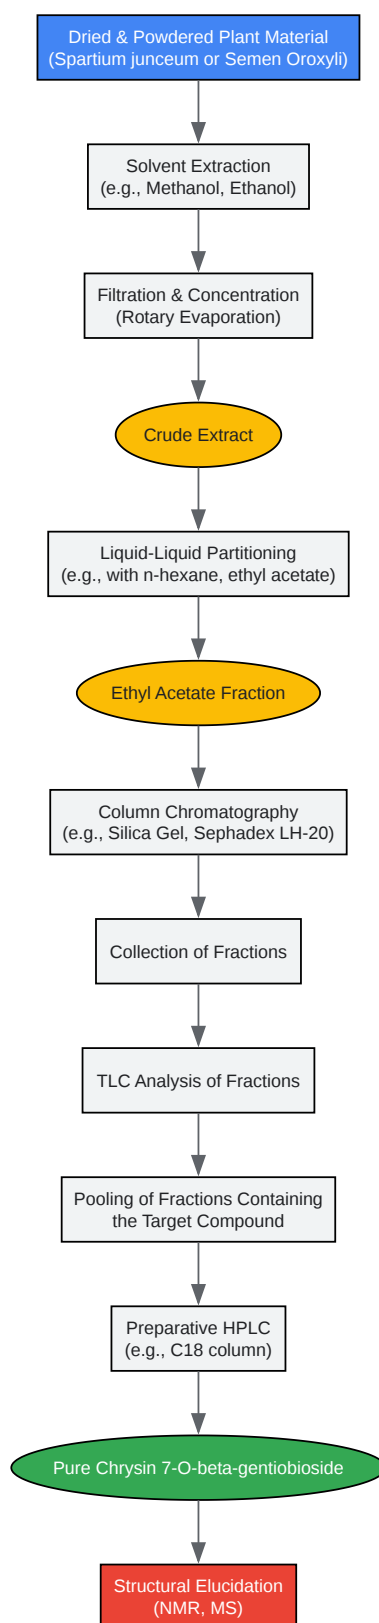 Dried & Powdered Plant Material
(Spartium junceum or Semen Oroxyli)
Solvent Extraction
(e.g., Methanol, Ethanol)
Filtration & Concentration
(Rotary Evaporation)
Crude Extract
Liquid-Liquid Partitioning
(e.g., with n-hexane, ethyl acetate)
Ethyl Acetate Fraction
Column Chromatography
(e.g., Silica Gel, Sephadex LH-20)
Collection of Fractions
TLC Analysis of Fractions
Pooling of Fractions Containing
the Target Compound
Preparative HPLC
(e.g., C18 column)
Pure Chrysin 7-O-beta-gentiobioside
Structural Elucidation
(NMR, MS)